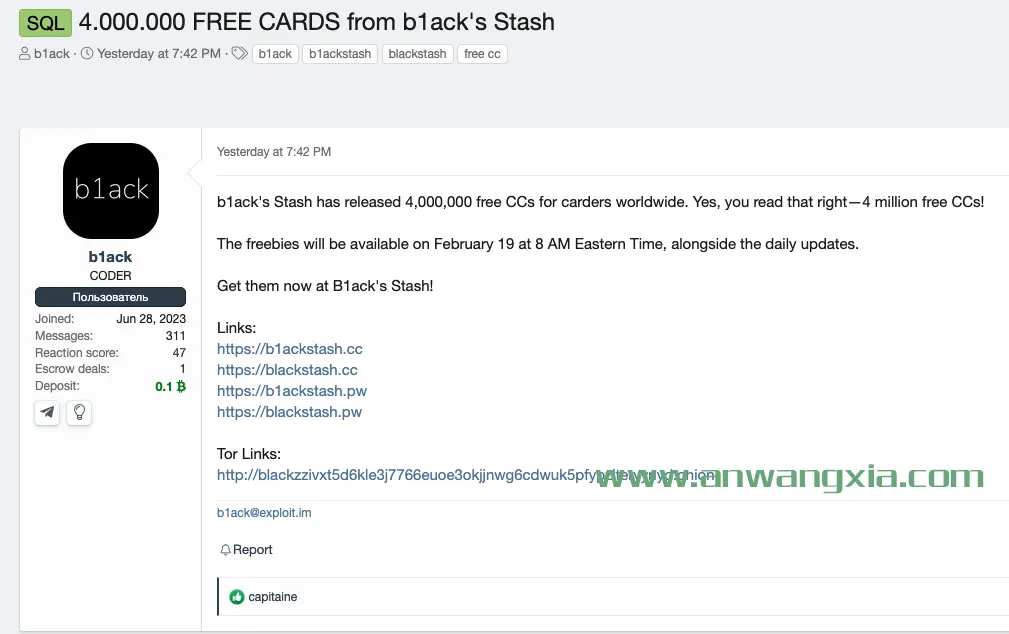 SQL 4.000.000 FREE CARDS from b1ack's Stash
b1ack · Yesterday at 7:42 PM · b1ack b1ackstash blackstash free cc
Yesterday at 7:42 PM
b1ack
b1ack
CODER
Пользователь
Joined: Jun 28, 2023
Messages: 311
Reaction score: 47
Escrow deals: 1
Deposit: 0.1 ₿
b1ack's Stash has released 4,000,000 free CCs for carders worldwide. Yes, you read that right—4 million free CCs!
The freebies will be available on February 19 at 8 AM Eastern Time, alongside the daily updates.
Get them now at B1ack's Stash!
Links:
https://b1ackstash.cc
https://blackstash.cc
https://b1ackstash.pw
https://blackstash.pw
Tor Links:
www.anwangxia.com
b1ack@exploit.im
Report
capitaine